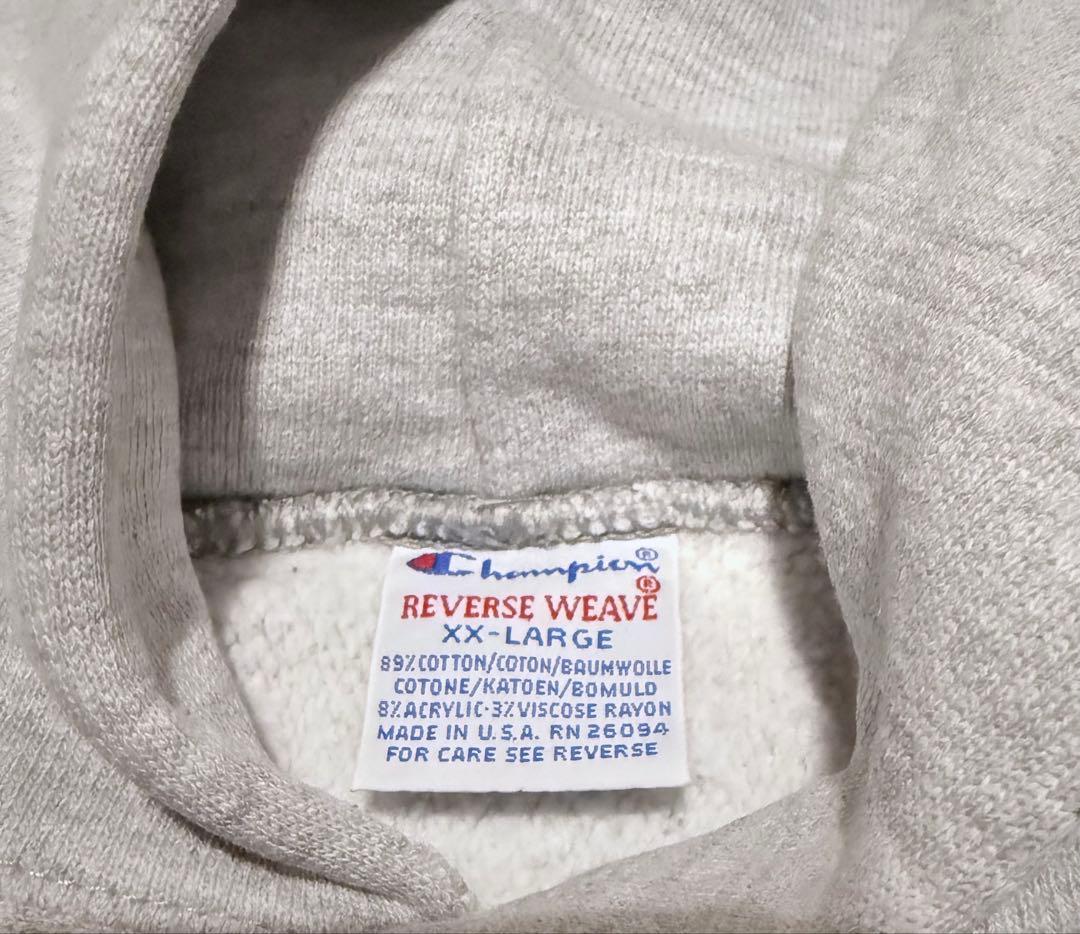 Champion®
REVERSE WEAVE®
XX-LARGE
89% COTTON/COTON/BAUMWOLLE
COTONE/KATOEN/BOMULD
8% ACRYLIC·3% VISCOSE RAYON
MADE IN U.S.A. RN 26094
FOR CARE SEE REVERSE